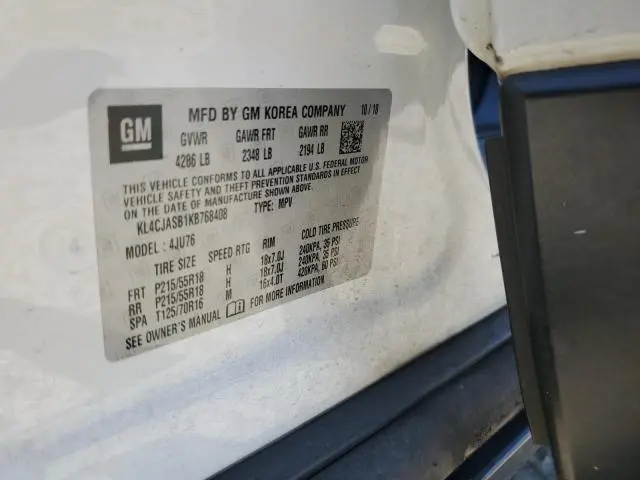 GM
MFD BY GM KOREA COMPANY 10/18
GVWR GAWR FRT GAWR RR
4286 LB 2348 LB 2194 LB
THIS VEHICLE CONFORMS TO ALL APPLICABLE U.S. FEDERAL MOTOR
VEHICLE SAFETY AND THEFT PREVENTION STANDARDS IN EFFECT
ON THE DATE OF MANUFACTURE SHOWN ABOVE.
KL4CJASB1KB768408 TYPE: MPV
MODEL: 4JU76
TIRE SIZE SPEED RTG RIM COLD TIRE PRESSURE
FRT P215/55R18 H 18x7.0J 240KPA, 35 PSI
RR P215/55R18 H 18x7.0J 240KPA, 35 PSI
SPA T125/70R16 M 16x4.0T 420KPA, 60 PSI
SEE OWNER'S MANUAL FOR MORE INFORMATION